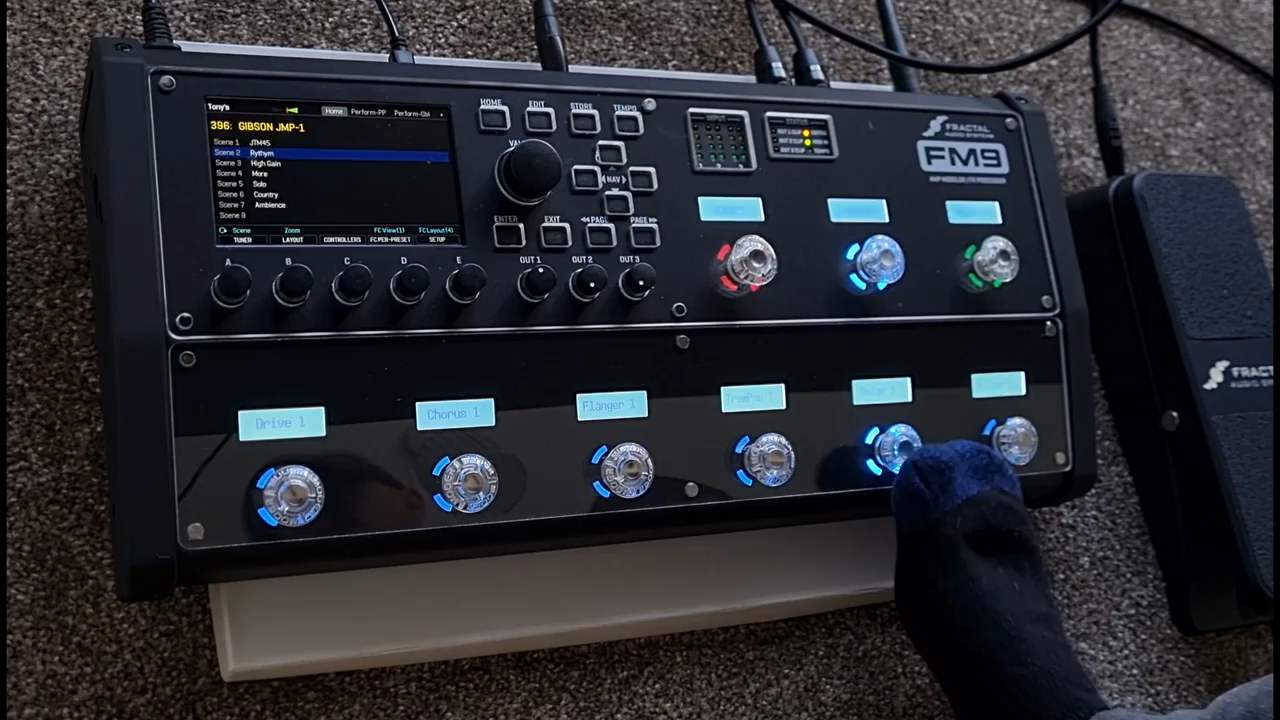 Tony's
Home Perform-PP Perform-Gbl
396: GIBSON JMP-1
Scene 1 JTM45
Scene 2 Rythym
Scene 3 High Gain
Scene 4 More
Scene 5 Solo
Scene 6 Country
Scene 7 Ambience
Scene 8
Scene Zoom FC View(1) FC Layout(4)
TUNER LAYOUT CONTROLLERS FC PER-PRESET SETUP
HOME EDIT STORE TEMPO
NAV
ENTER EXIT PAGE PAGE
A B C D E OUT 1 OUT 2 OUT 3
INPUT STATUS
FRACTAL
AUDIO SYSTEMS
FM9
AMP MODELER | FX PROCESSOR
Drive 1 Chorus 1 Flanger 1
FRACT
AUDIO SY